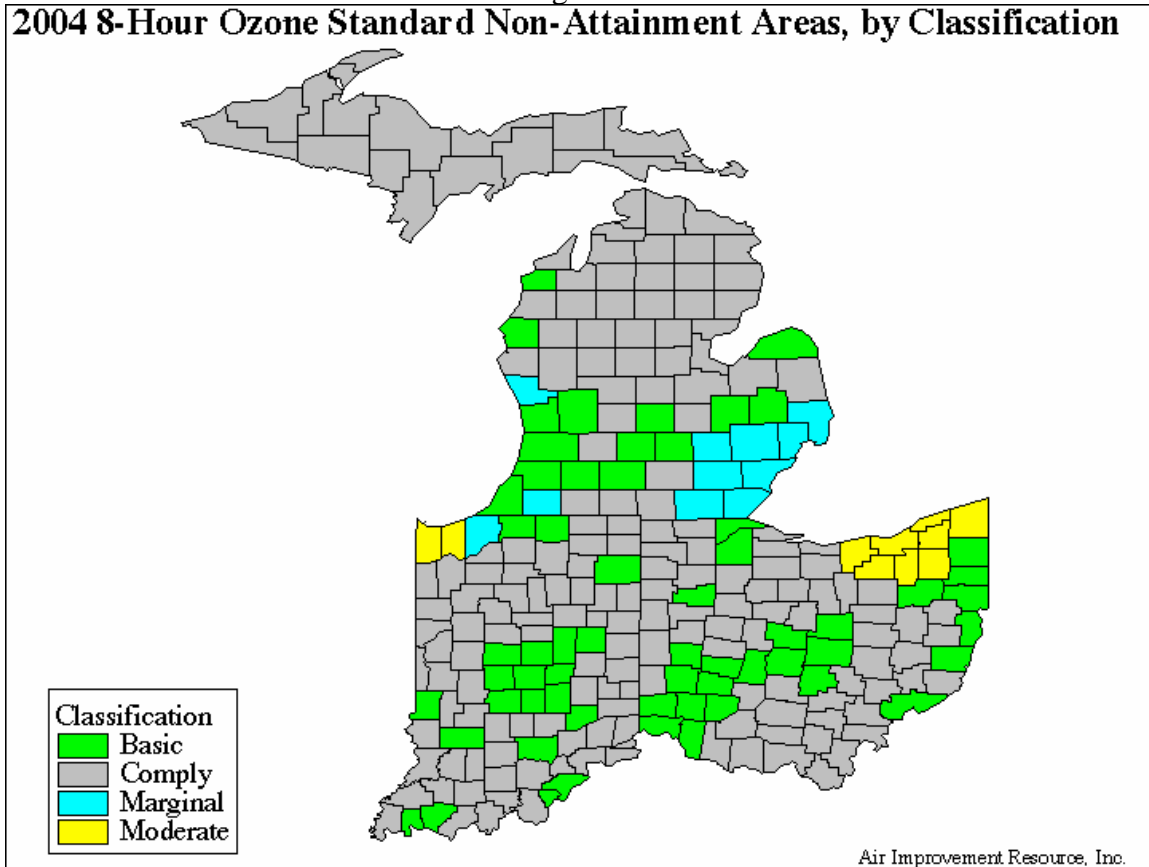 2004 8-Hour Ozone Standard Non-Attainment Areas, by Classification
Classification
Basic
Comply
Marginal
Moderate
Air Improvement Resource, Inc.